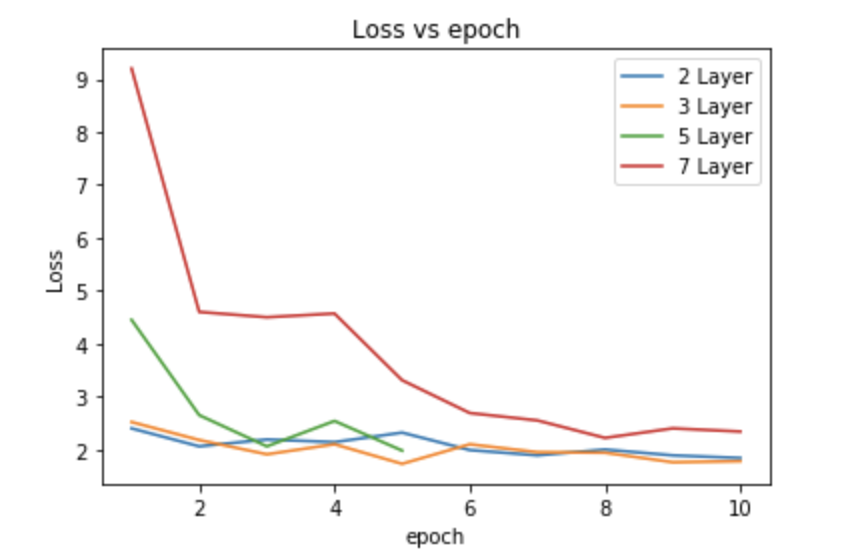 Loss vs epoch
2 Layer
3 Layer
5 Layer
7 Layer
9
8
7
6
5
4
3
2
Loss
2 4 6 8 10
epoch